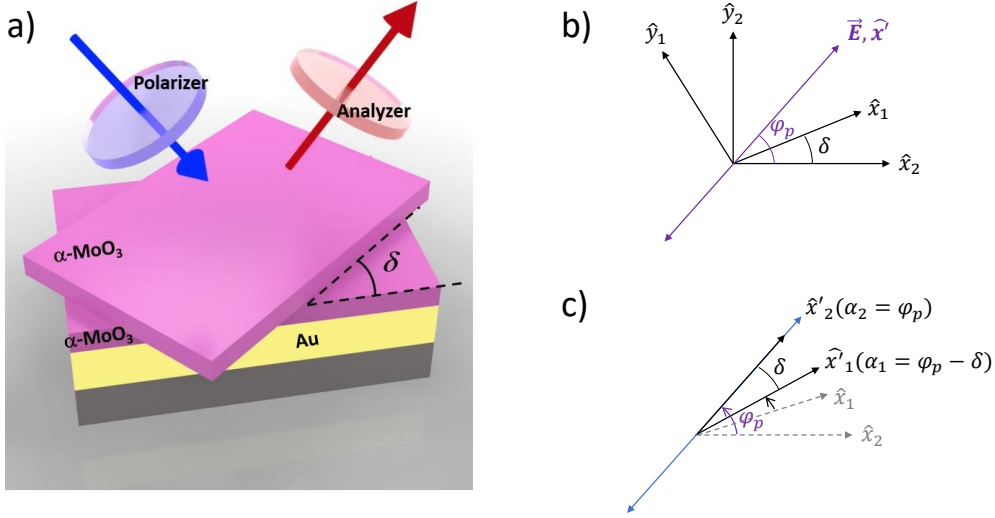 a)
Polarizer
Analyzer
α-MoO₃
δ
α-MoO₃
Au
b)
ŷ₁
ŷ₂
E⃗, x̂′
x̂₁
φₚ
δ
x̂₂
c)
x̂′₂(α₂ = φₚ)
δ
x̂′₁(α₁ = φₚ − δ)
x̂₁
φₚ
x̂₂